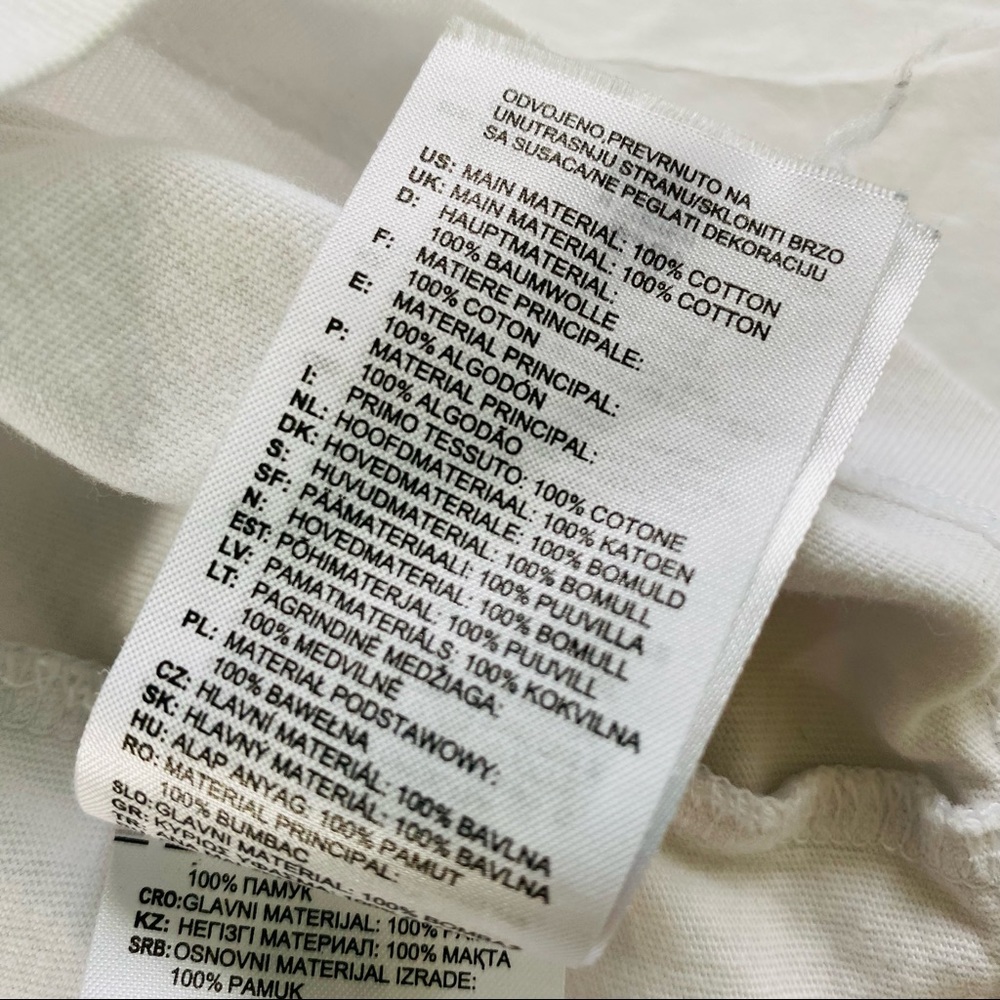 ODVOJENO,PREVRNUTO NA
UNUTRASNJU STRANU/SKLONITI BRZO
SA SUSACA/NE PEGLATI DEKORACIJU
US: MAIN MATERIAL: 100% COTTON
UK: MAIN MATERIAL: 100% COTTON
D: HAUPTMATERIAL:
100% BAUMWOLLE
F: MATIERE PRINCIPALE:
100% COTON
E: MATERIAL PRINCIPAL:
100% ALGODÓN
P: MATERIAL PRINCIPAL:
100% ALGODÃO
I: PRIMO TESSUTO: 100% COTONE
NL: HOOFDMATERIAAL: 100% KATOEN
DK: HOVEDMATERIALE: 100% BOMULD
S: HUVUDMATERIAL: 100% BOMULL
SF: PÄÄMATERIAALI: 100% PUUVILLA
N: HOVEDMATERIAL: 100% BOMULL
EST: PÕHIMATERJAL: 100% PUUVILL
LV: PAMATMATERIĀLS: 100% KOKVILNA
LT: PAGRINDINĖ MEDŽIAGA:
100% MEDVILNĖ
PL: MATERIAŁ PODSTAWOWY:
100% BAWEŁNA
CZ: HLAVNÍ MATERIÁL: 100% BAVLNA
SK: HLAVNÝ MATERIÁL: 100% BAVLNA
HU: ALAP ANYAG: 100% PAMUT
RO: MATERIAL PRINCIPAL:
100% BUMBAC
SLO: GLAVNI MATERIAL: 100%
GR: ΚΥΡΙΟΣ
100% ПАМУК
CRO: GLAVNI MATERIJAL: 100%
KZ: НЕГІЗГІ МАТЕРИАЛ: 100% МАҚТА
SRB: OSNOVNI MATERIJAL IZRADE:
100% PAMUK